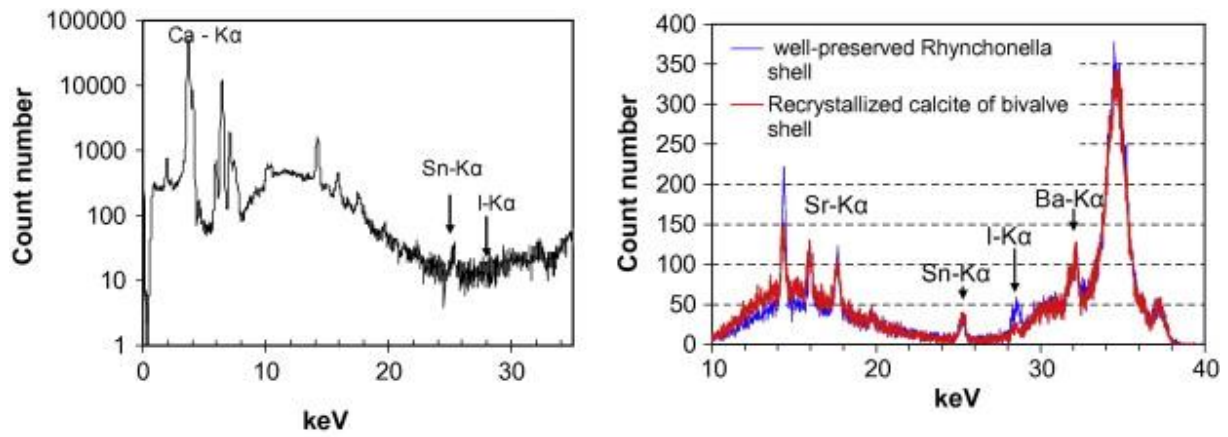 100000
10000
1000
100
10
1
Count number
Ca - Kα
Sn-Kα
I-Kα
0
10
20
30
keV
400
350
300
250
200
150
100
50
0
Count number
well-preserved Rhynchonella
shell
Recrystallized calcite of bivalve
shell
Sr-Kα
Ba-Kα
I-Kα
Sn-Kα
10
20
30
40
keV